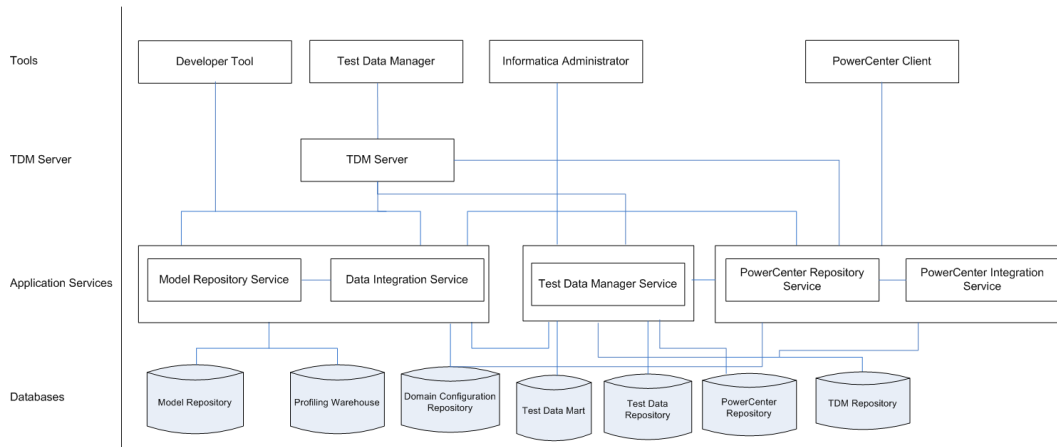 Tools
Developer Tool
Test Data Manager
Informatica Administrator
PowerCenter Client
TDM Server
TDM Server
Application Services
Model Repository Service
Data Integration Service
Test Data Manager Service
PowerCenter Repository
Service
PowerCenter Integration
Service
Databases
Model Repository
Profiling Warehouse
Domain Configuration
Repository
Test Data Mart
Test Data
Repository
PowerCenter
Repository
TDM Repository